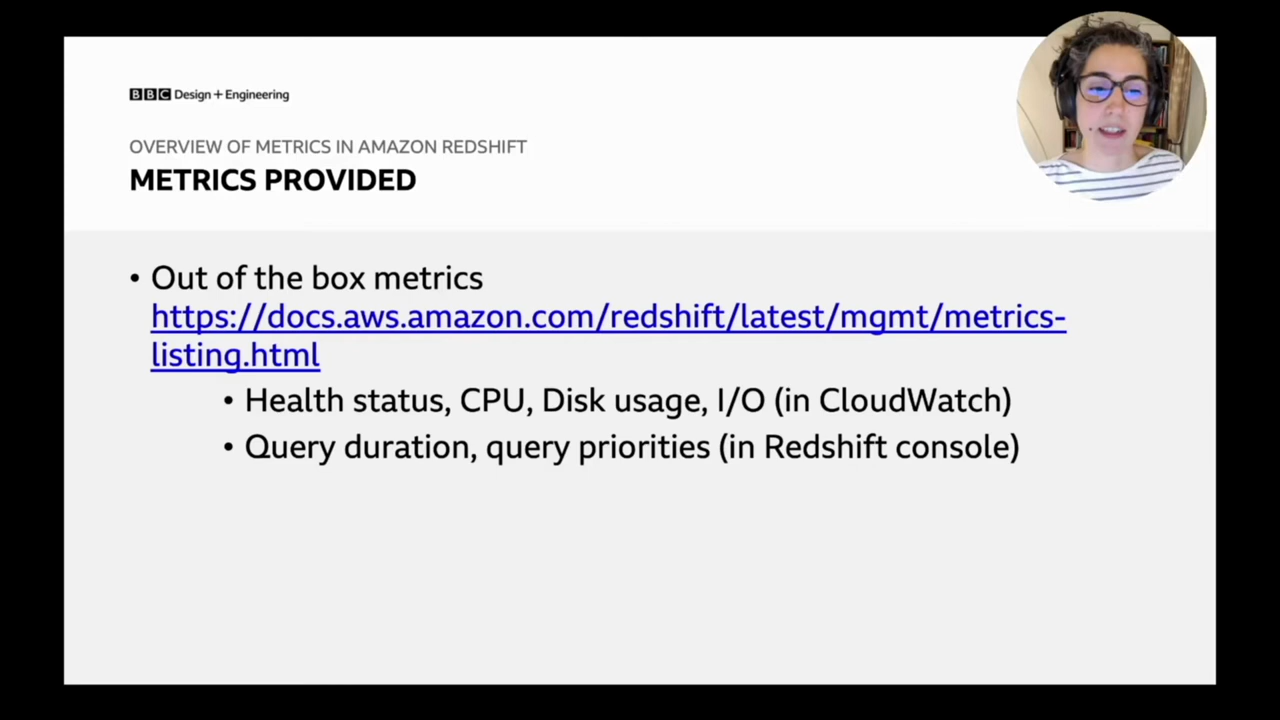 BBC Design + Engineering
OVERVIEW OF METRICS IN AMAZON REDSHIFT
METRICS PROVIDED
• Out of the box metrics
https://docs.aws.amazon.com/redshift/latest/mgmt/metrics-
listing.html
• Health status, CPU, Disk usage, I/O (in CloudWatch)
• Query duration, query priorities (in Redshift console)